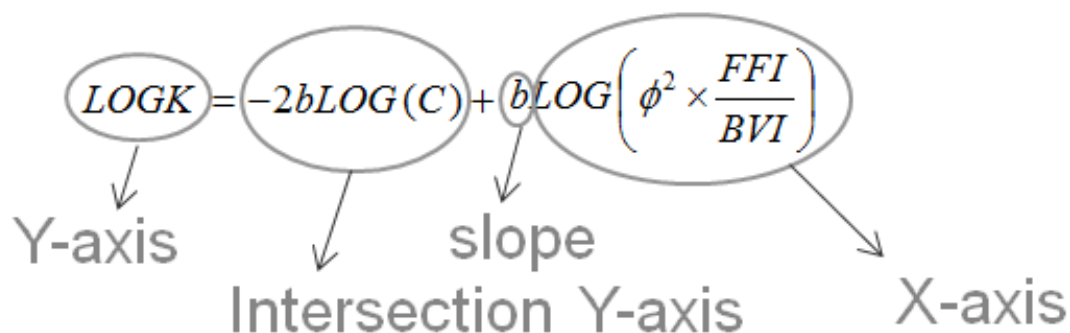 LOGK = −2bLOG(C) + bLOG(ϕ² × FFI/BVI)
Y-axis
slope
Intersection Y-axis
X-axis